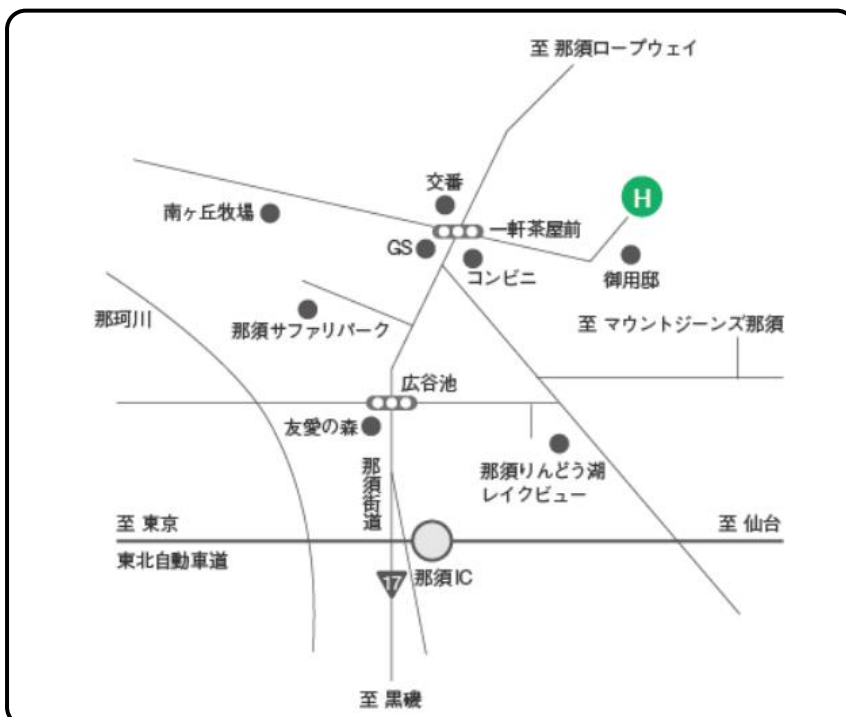 至 那須ロープウェイ
交番
H
南ヶ丘牧場
一軒茶屋前
GS
コンビニ
御用邸
那珂川
那須サファリパーク
至 マウントジーンズ那須
広谷池
友愛の森
那須街道
那須りんどう湖
レイクビュー
至 東京
至 仙台
東北自動車道
那須IC
17
至 黒磯